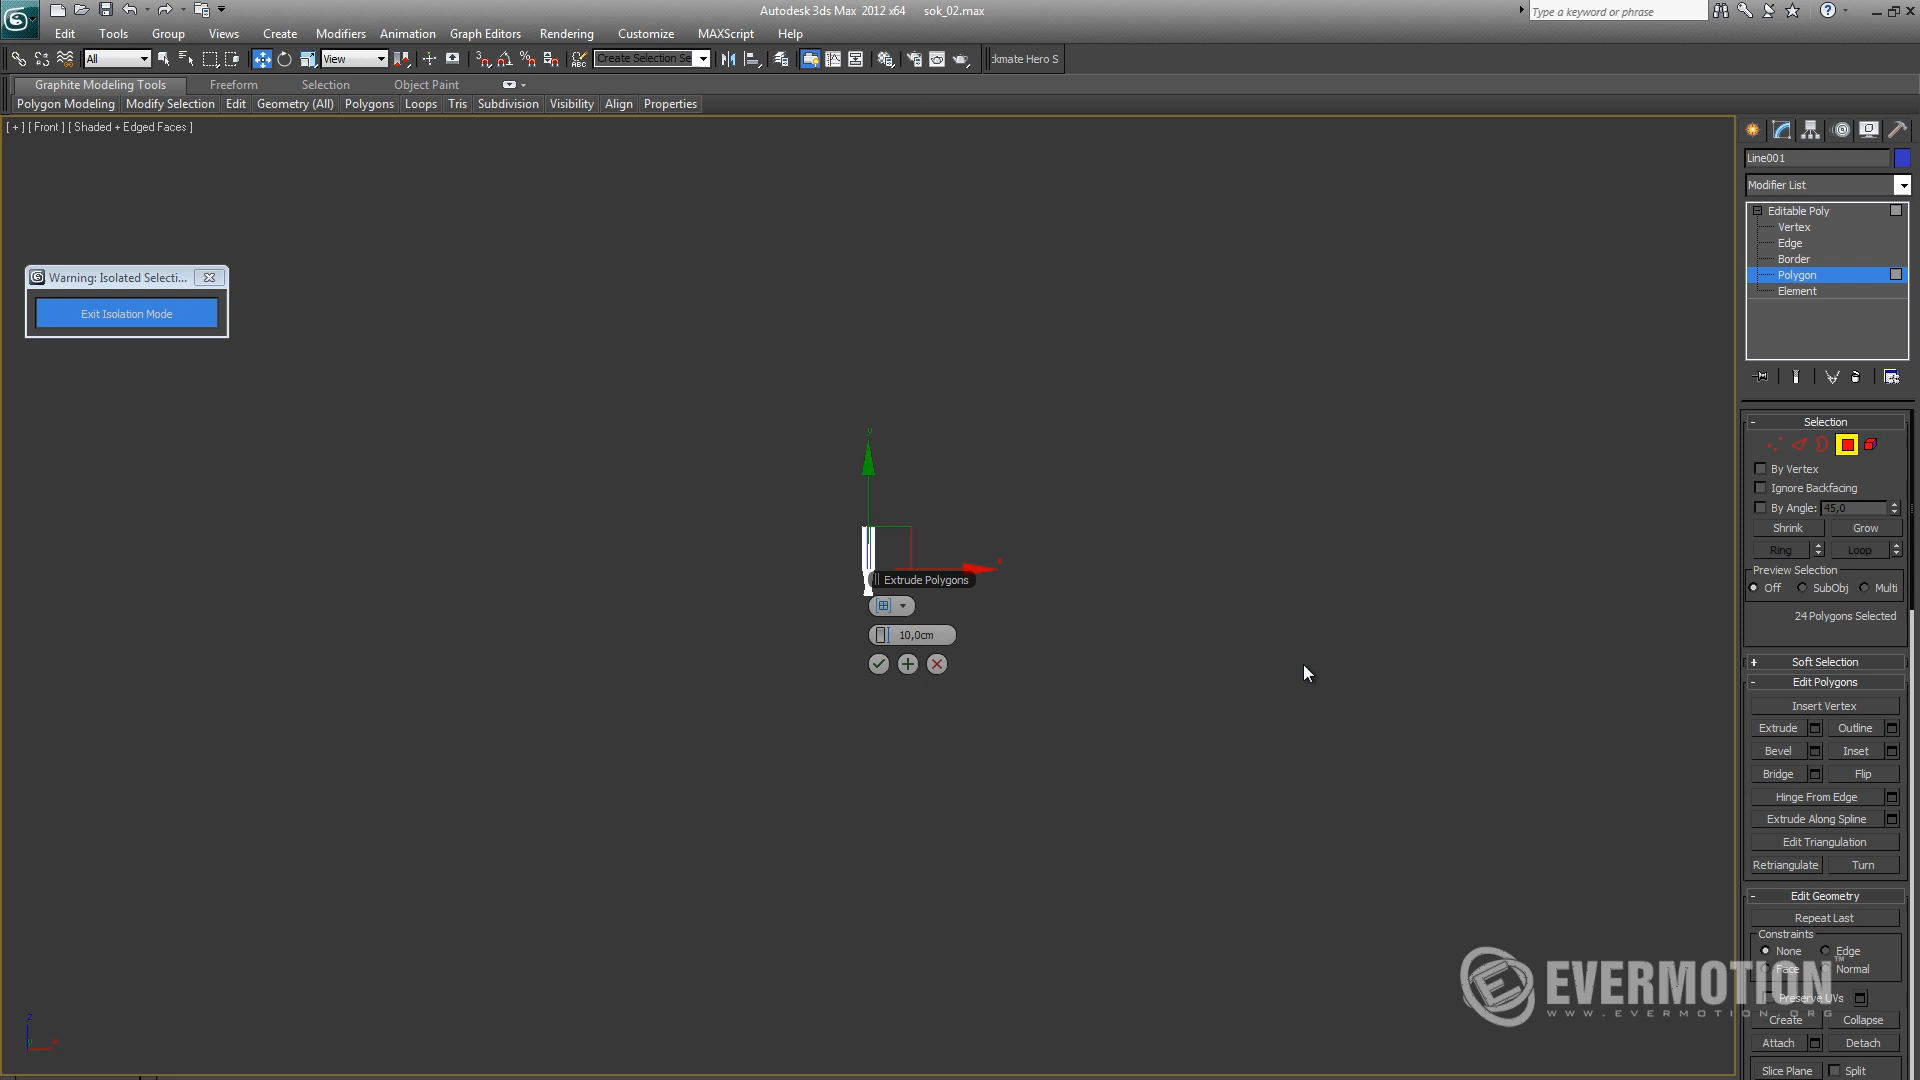 Autodesk 3ds Max 2012 x64 sok_02.max
Type a keyword or phrase
Edit Tools Group Views Create Modifiers Animation Graph Editors Rendering Customize MAXScript Help
All View Create Selection Se
kmate Hero S
Graphite Modeling Tools Freeform Selection Object Paint
Polygon Modeling Modify Selection Edit Geometry (All) Polygons Loops Tris Subdivision Visibility Align Properties
[ + ] [ Front ] [ Shaded + Edged Faces ]
Warning: Isolated Selecti...
Exit Isolation Mode
y
x
Extrude Polygons
10,0cm
z
y
x
Line001
Modifier List
Editable Poly
Vertex
Edge
Border
Polygon
Element
- Selection
By Vertex
Ignore Backfacing
By Angle: 45,0
Shrink Grow
Ring Loop
Preview Selection
Off SubObj Multi
24 Polygons Selected
+ Soft Selection
- Edit Polygons
Insert Vertex
Extrude Outline
Bevel Inset
Bridge Flip
Hinge From Edge
Extrude Along Spline
Edit Triangulation
Retriangulate Turn
- Edit Geometry
Repeat Last
Constraints
None Edge
Face Normal
Preserve UVs
Create Collapse
Attach Detach
Slice Plane Split
EVERMOTION™
WWW.EVERMOTION.ORG